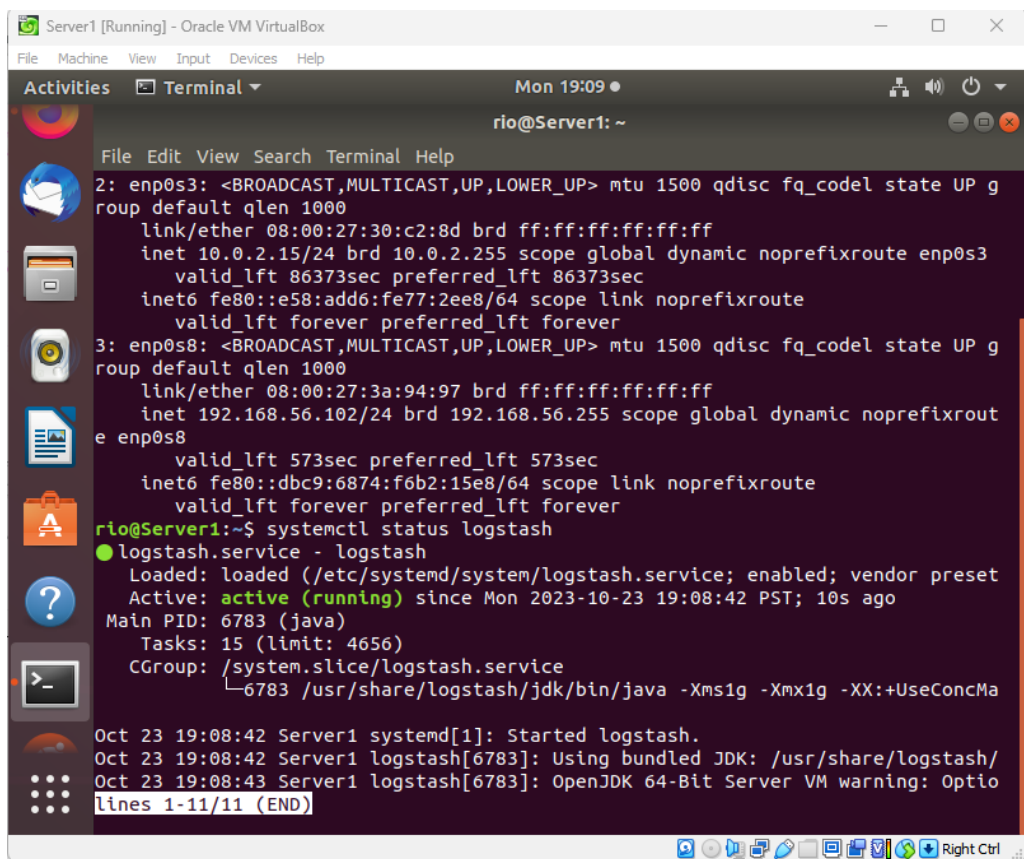 Server1 [Running] - Oracle VM VirtualBox
File Machine View Input Devices Help
Activities Terminal Mon 19:09
rio@Server1: ~
File Edit View Search Terminal Help
2: enp0s3: <BROADCAST,MULTICAST,UP,LOWER_UP> mtu 1500 qdisc fq_codel state UP g
roup default qlen 1000
link/ether 08:00:27:30:c2:8d brd ff:ff:ff:ff:ff:ff
inet 10.0.2.15/24 brd 10.0.2.255 scope global dynamic noprefixroute enp0s3
valid_lft 86373sec preferred_lft 86373sec
inet6 fe80::e58:add6:fe77:2ee8/64 scope link noprefixroute
valid_lft forever preferred_lft forever
3: enp0s8: <BROADCAST,MULTICAST,UP,LOWER_UP> mtu 1500 qdisc fq_codel state UP g
roup default qlen 1000
link/ether 08:00:27:3a:94:97 brd ff:ff:ff:ff:ff:ff
inet 192.168.56.102/24 brd 192.168.56.255 scope global dynamic noprefixrout
e enp0s8
valid_lft 573sec preferred_lft 573sec
inet6 fe80::dbc9:6874:f6b2:15e8/64 scope link noprefixroute
valid_lft forever preferred_lft forever
rio@Server1:~$ systemctl status logstash
● logstash.service - logstash
Loaded: loaded (/etc/systemd/system/logstash.service; enabled; vendor preset
Active: active (running) since Mon 2023-10-23 19:08:42 PST; 10s ago
Main PID: 6783 (java)
Tasks: 15 (limit: 4656)
CGroup: /system.slice/logstash.service
└─6783 /usr/share/logstash/jdk/bin/java -Xms1g -Xmx1g -XX:+UseConcMa
Oct 23 19:08:42 Server1 systemd[1]: Started logstash.
Oct 23 19:08:42 Server1 logstash[6783]: Using bundled JDK: /usr/share/logstash/
Oct 23 19:08:43 Server1 logstash[6783]: OpenJDK 64-Bit Server VM warning: Optio
lines 1-11/11 (END)
Right Ctrl